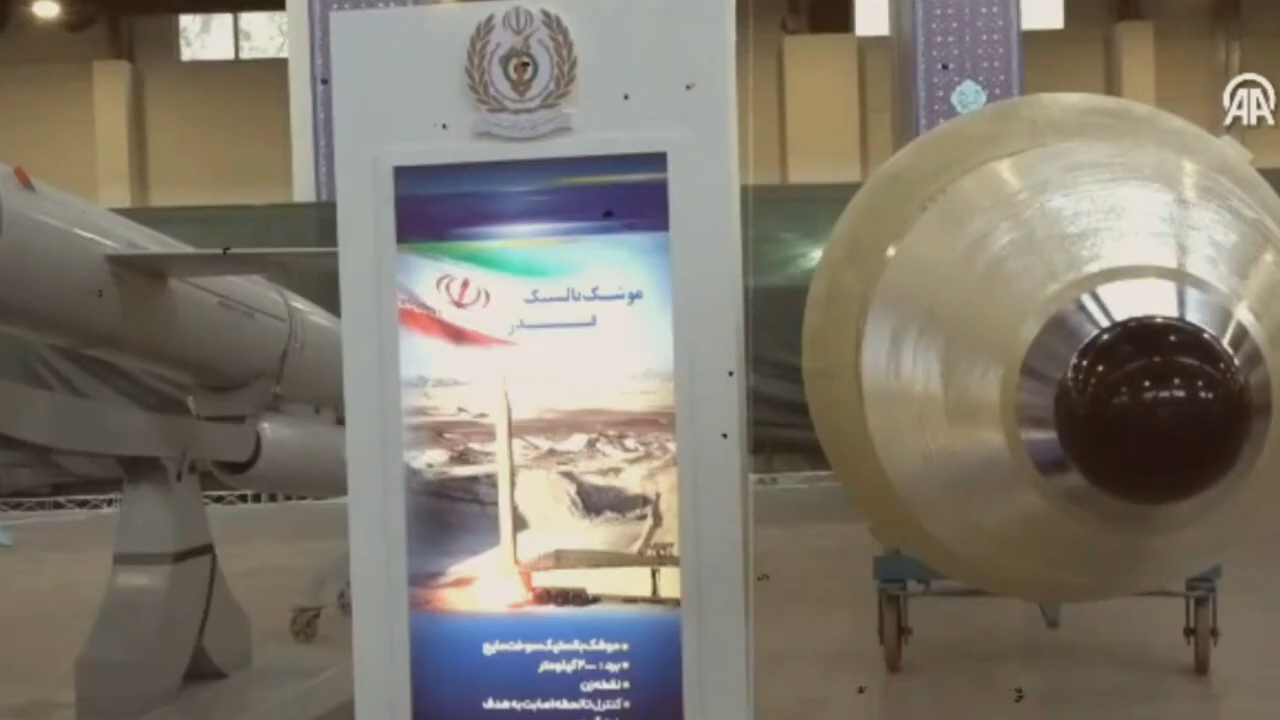 AA
موشک بالستیک
قدر
* موشک بالستیک سوخت مایع
* برد : ۲۰۰۰ کیلومتر
* نقطه‌زن
* کنترل تا لحظه اصابت به هدف